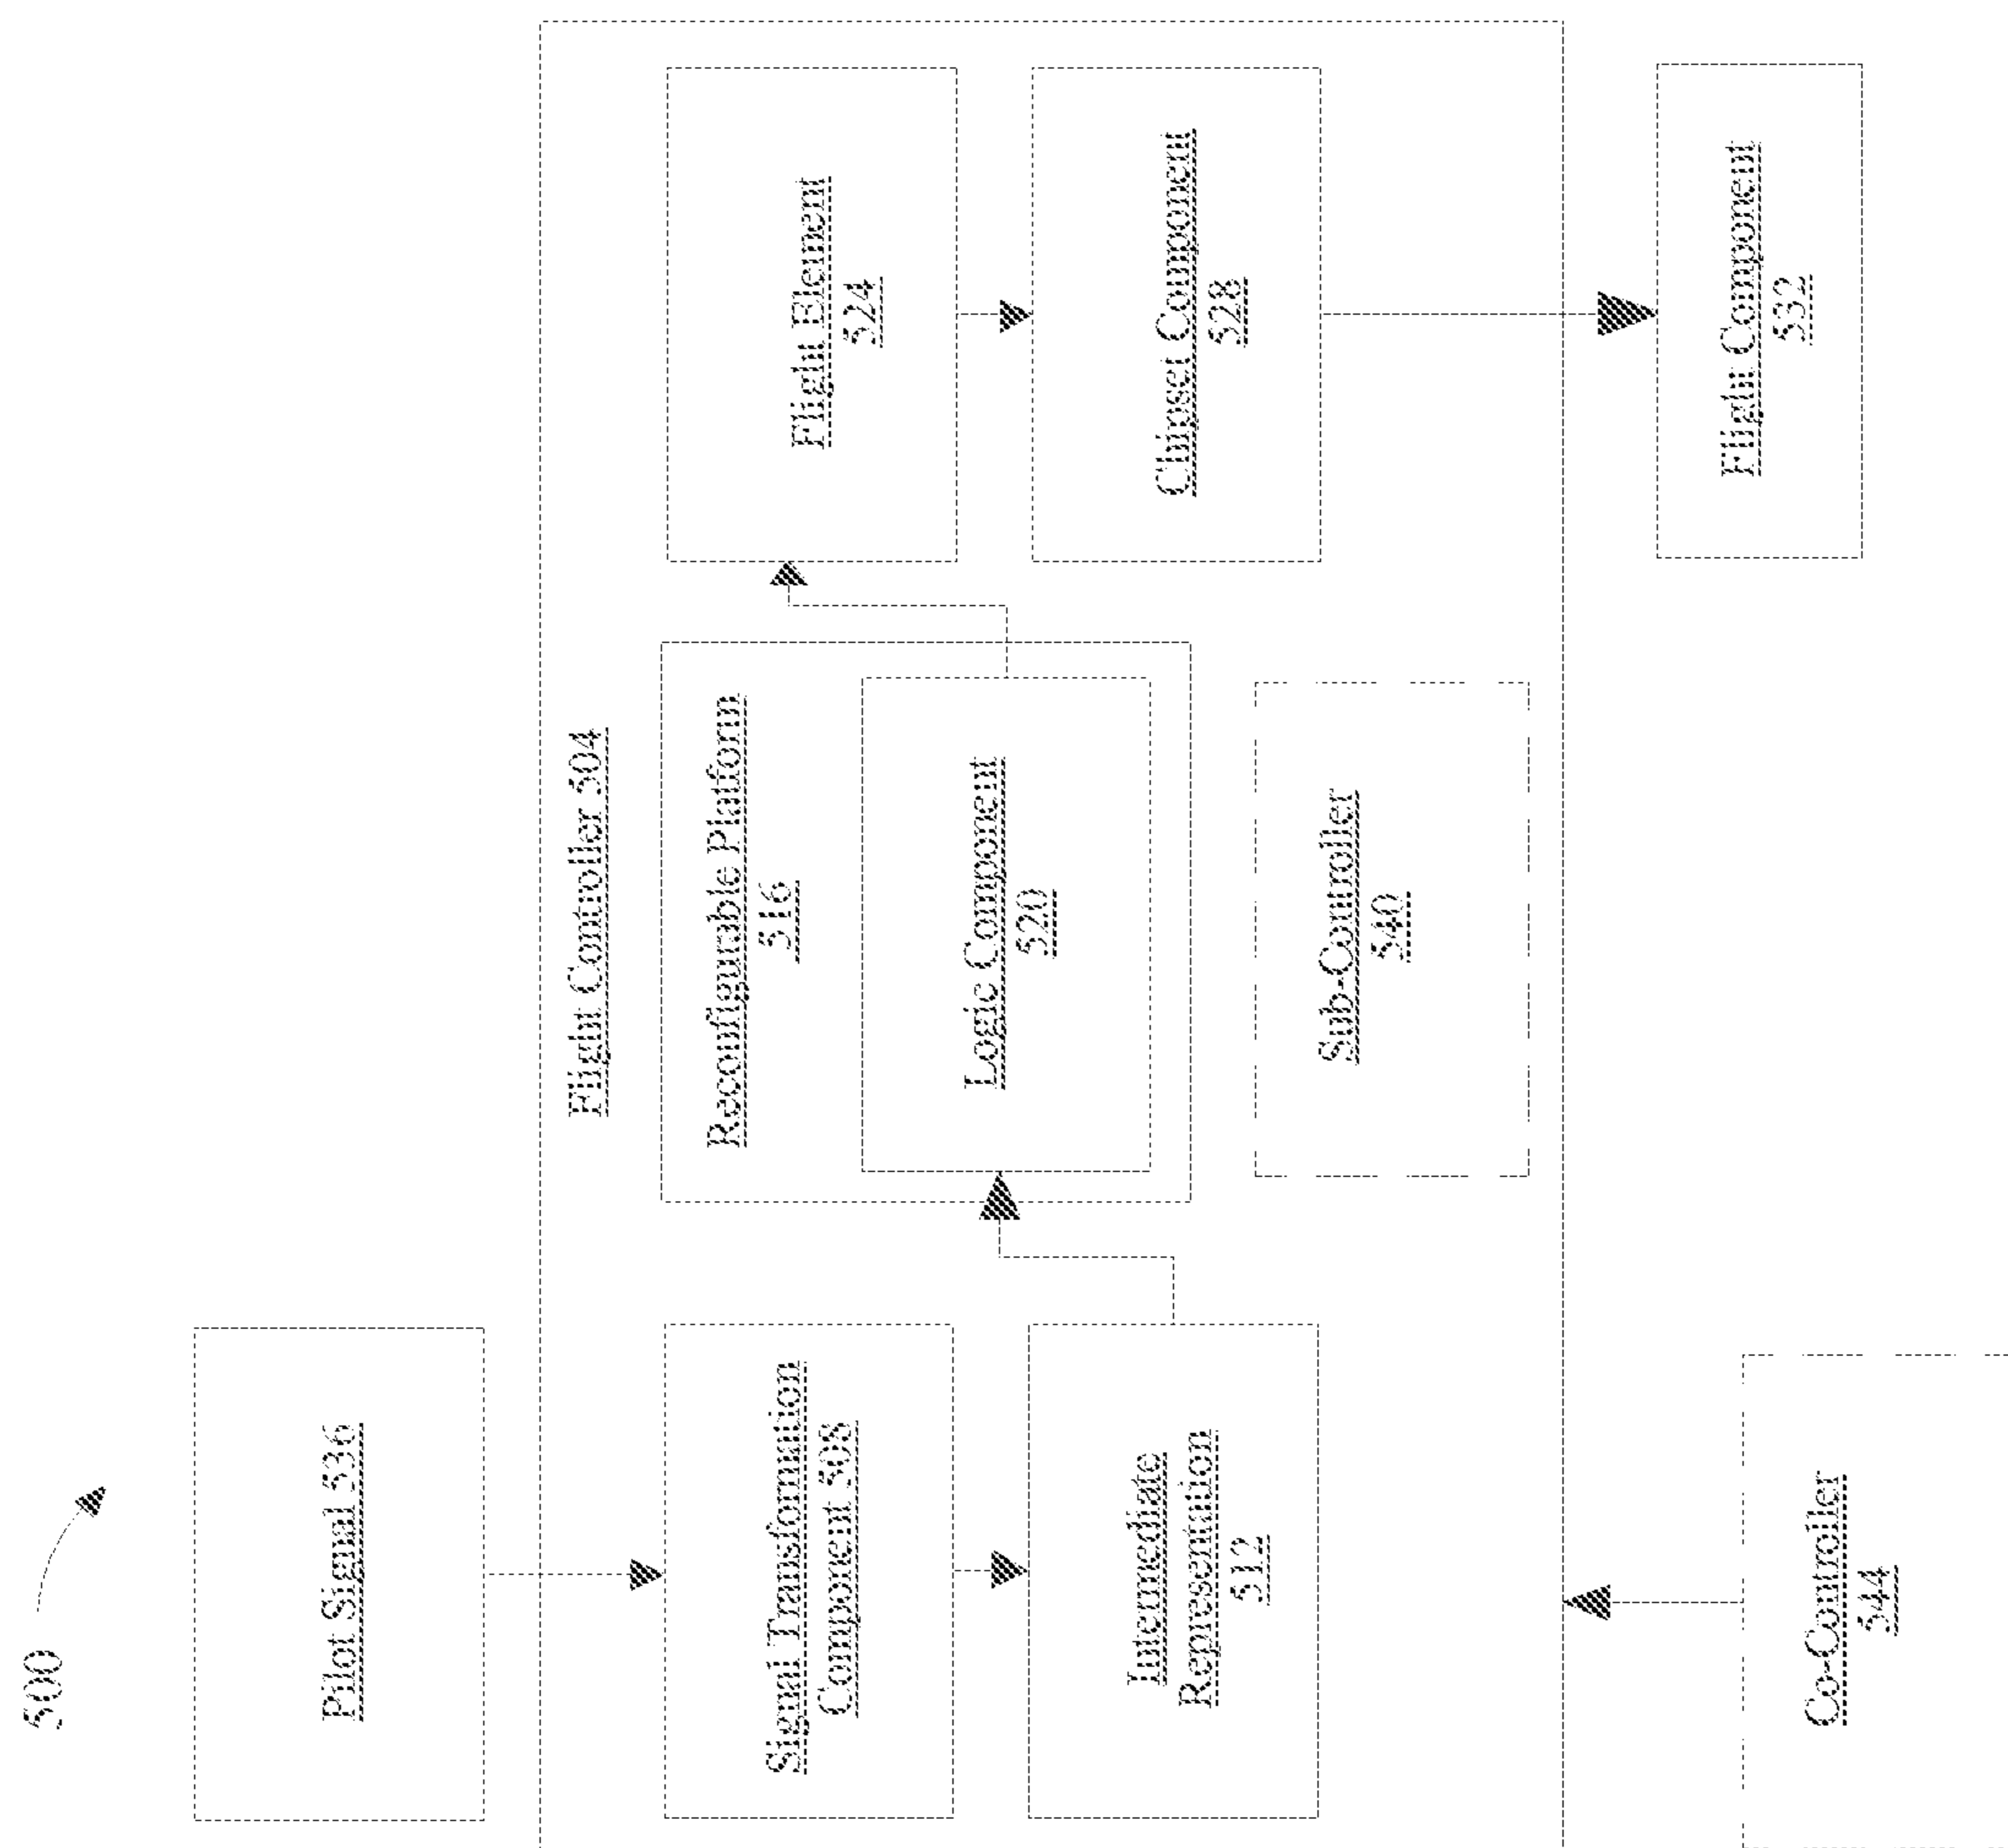 500
Pilot Signal 536
Flight Controller 504
Signal Transformation
Component 508
Intermediate
Representation
512
Reconfigurable Platform
516
Logic Component
520
Sub-Controller
540
Flight Element
524
Chipset Component
528
Co-Controller
544
Flight Component
532